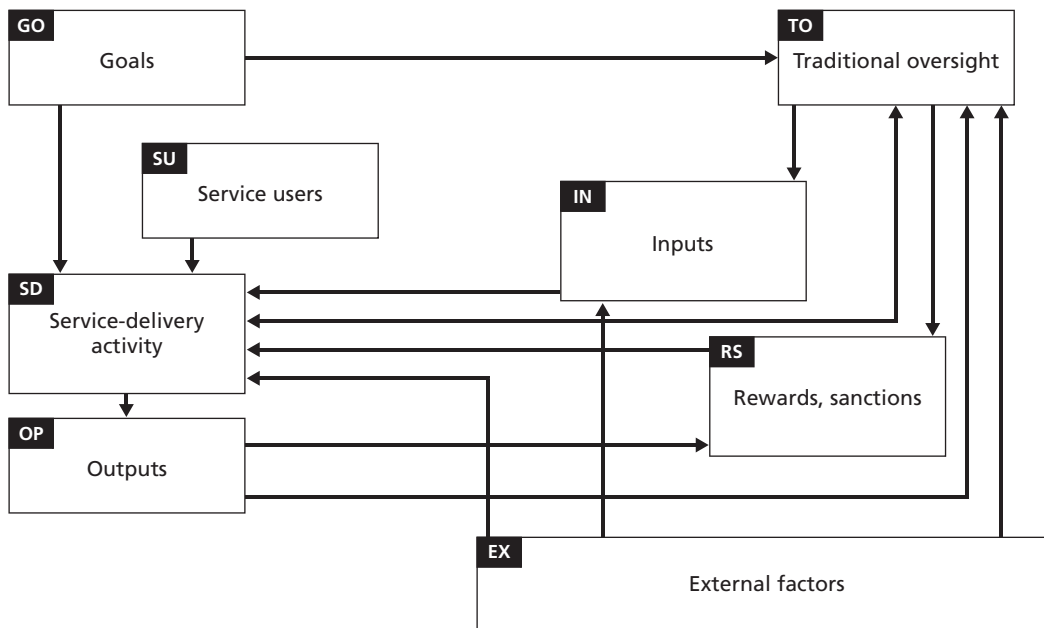 GO
Goals
TO
Traditional oversight
SU
Service users
IN
Inputs
SD
Service-delivery
activity
RS
Rewards, sanctions
OP
Outputs
EX
External factors